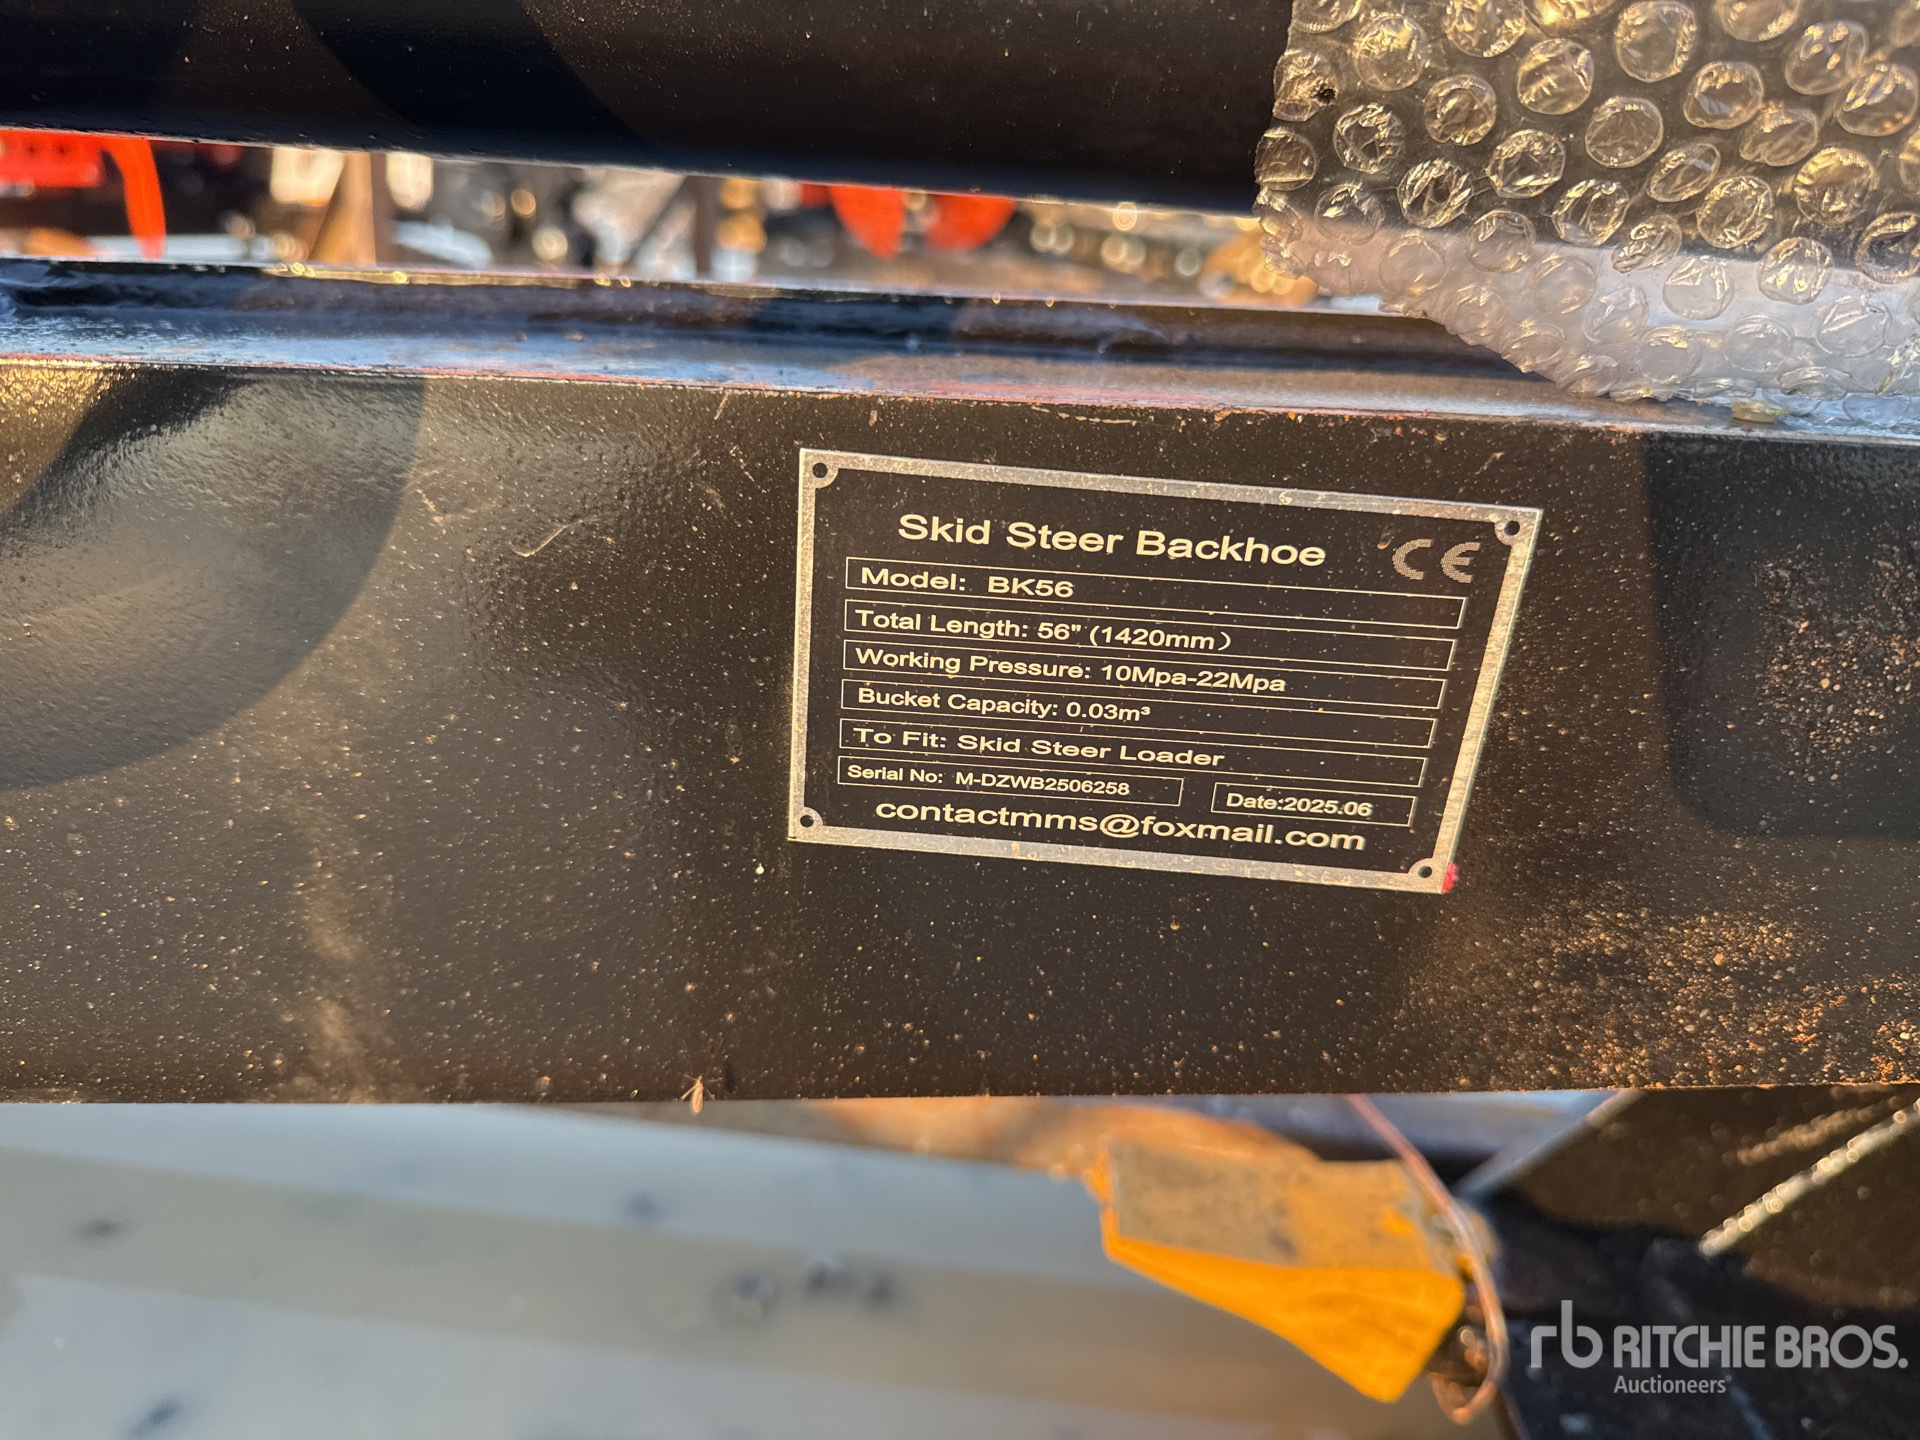 Skid Steer Backhoe CE
Model: BK56
Total Length: 56" (1420mm）
Working Pressure: 10Mpa-22Mpa
Bucket Capacity: 0.03m³
To Fit: Skid Steer Loader
Serial No: M-DZWB2506258 Date:2025.06
contactmms@foxmail.com
rb RITCHIE BROS.
Auctioneers